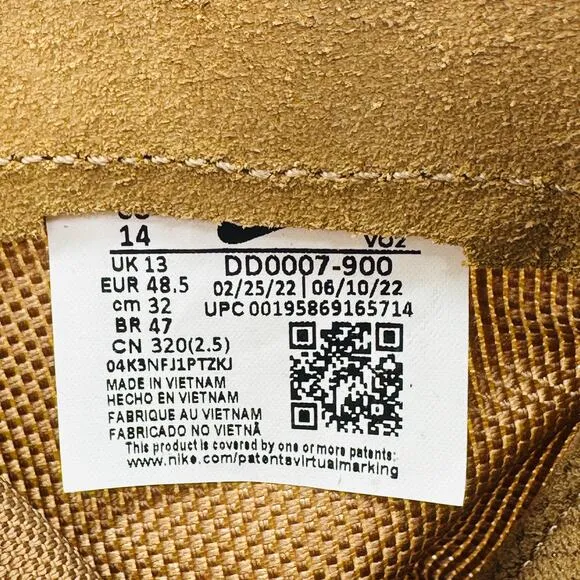 14
VO2
UK 13
DD0007-900
EUR 48.5
02/25/22 | 06/10/22
cm 32
UPC 00195869165714
BR 47
CN 320(2.5)
04K3NFJ1PTZKJ
MADE IN VIETNAM
HECHO EN VIETNAM
FABRIQUE AU VIETNAM
FABRICADO NO VIETNÃ
This product is covered by one or more patents:
www.nike.com/patentsvirtualmarking